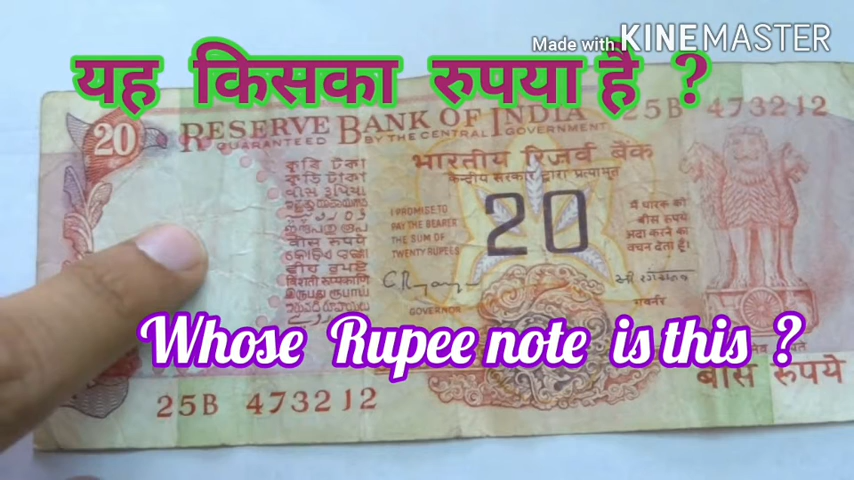 Made with KINEMASTER
यह किसका रुपया है ?
20
RESERVE BANK OF INDIA
25B 473212
GUARANTEED BY THE CENTRAL GOVERNMENT
भारतीय रिज़र्व बैंक
केन्द्रीय सरकार द्वारा प्रत्याभूत
I PROMISE TO
PAY THE BEARER
THE SUM OF
TWENTY RUPEES
20
मैं धारक को
बीस रुपये
अदा करने का
वचन देता हूँ।
GOVERNOR
गवर्नर
Whose Rupee note is this ?
बीस रुपये
25B 473212